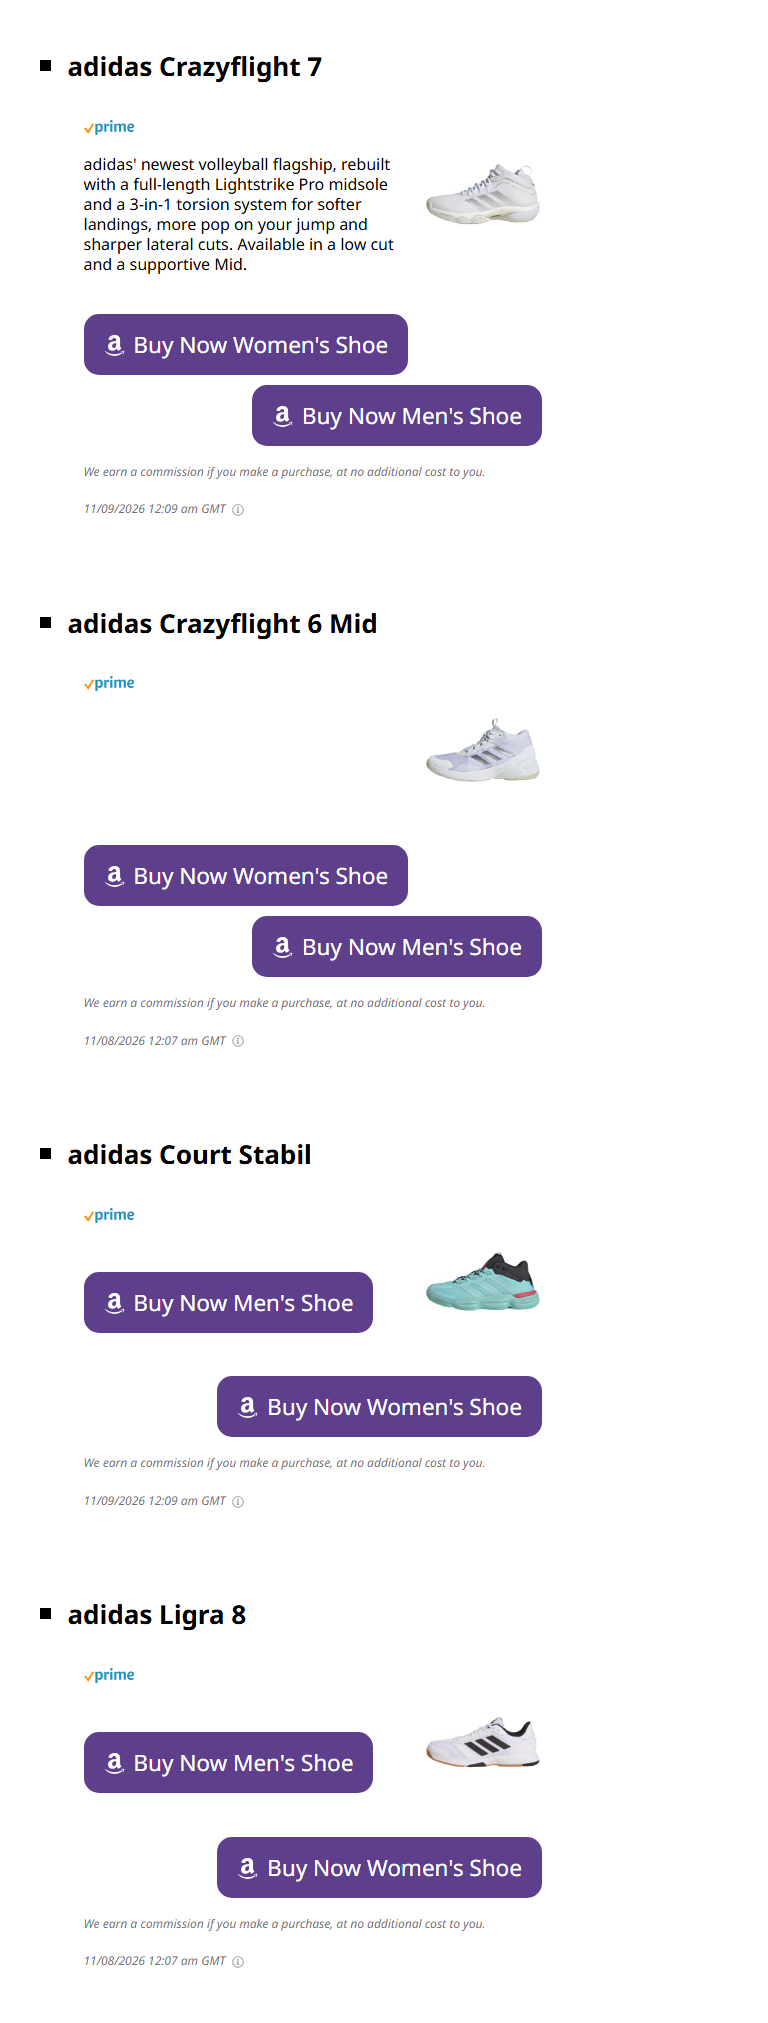 adidas Crazyflight 7
prime
adidas' newest volleyball flagship, rebuilt
with a full-length Lightstrike Pro midsole
and a 3-in-1 torsion system for softer
landings, more pop on your jump and
sharper lateral cuts. Available in a low cut
and a supportive Mid.
Buy Now Women's Shoe
Buy Now Men's Shoe
We earn a commission if you make a purchase, at no additional cost to you.
11/09/2026 12:09 am GMT
adidas Crazyflight 6 Mid
prime
Buy Now Women's Shoe
Buy Now Men's Shoe
We earn a commission if you make a purchase, at no additional cost to you.
11/08/2026 12:07 am GMT
adidas Court Stabil
prime
Buy Now Men's Shoe
Buy Now Women's Shoe
We earn a commission if you make a purchase, at no additional cost to you.
11/09/2026 12:09 am GMT
adidas Ligra 8
prime
Buy Now Men's Shoe
Buy Now Women's Shoe
We earn a commission if you make a purchase, at no additional cost to you.
11/08/2026 12:07 am GMT